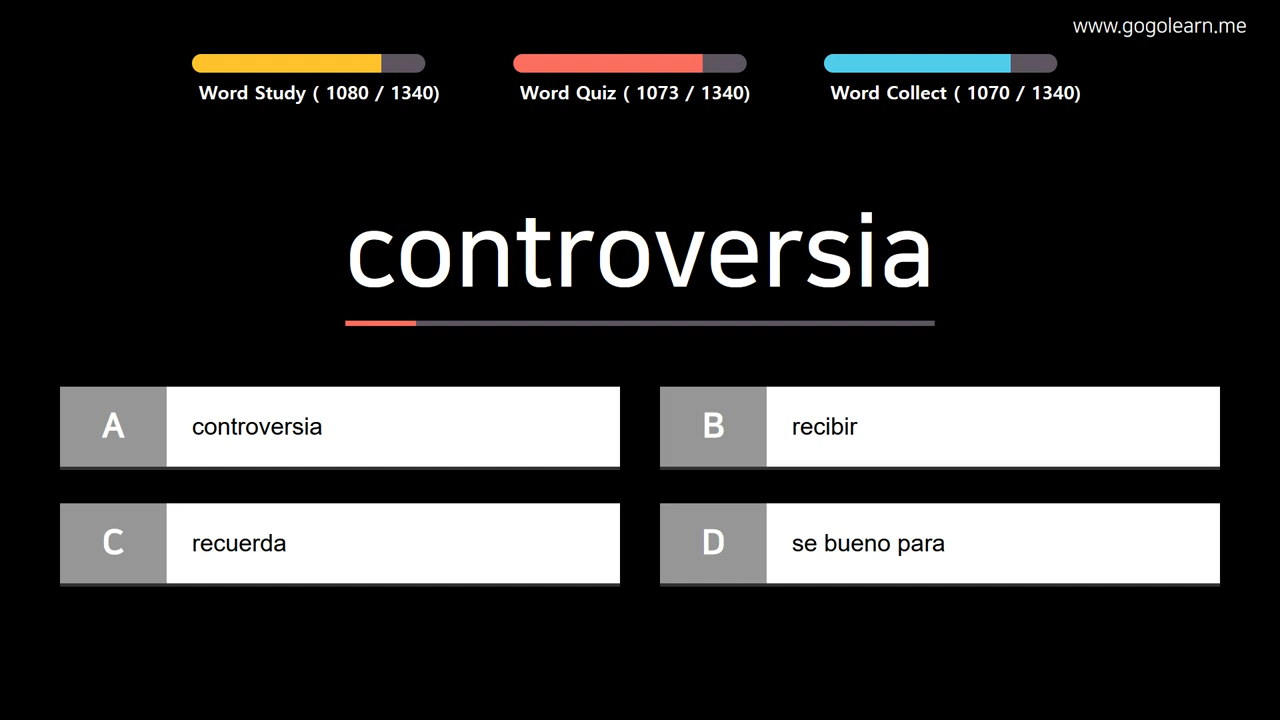 www.gogolearn.me
Word Study ( 1080 / 1340)
Word Quiz ( 1073 / 1340)
Word Collect ( 1070 / 1340)
controversia
A controversia
B recibir
C recuerda
D se bueno para